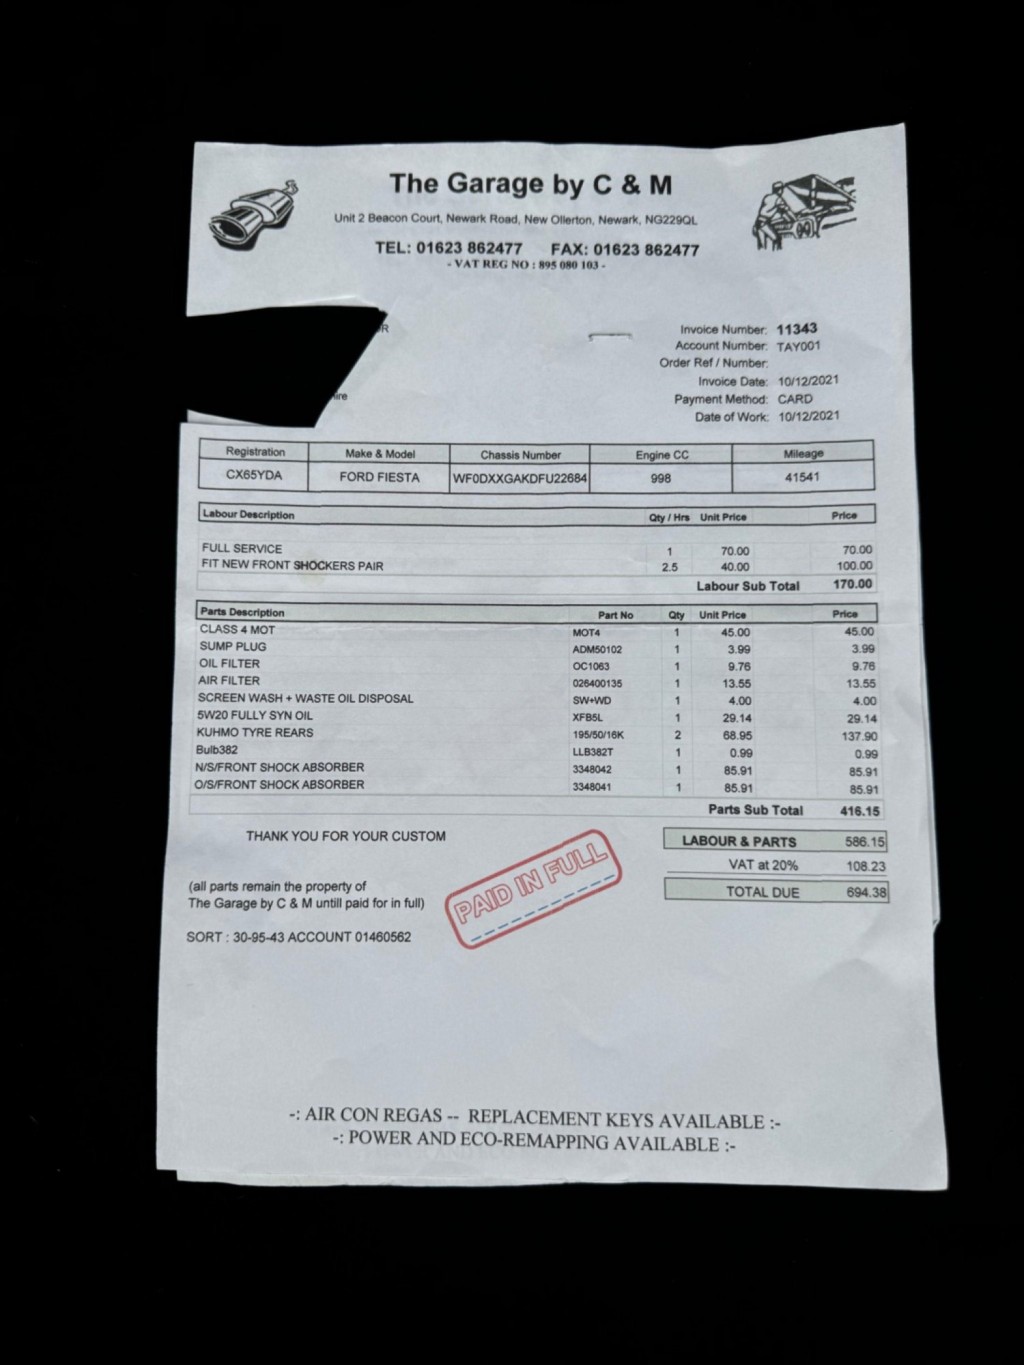 The Garage by C & M
Unit 2 Beacon Court, Newark Road, New Ollerton, Newark, NG229QL
TEL: 01623 862477 FAX: 01623 862477
- VAT REG NO : 895 080 103 -
Invoice Number: 11343
Account Number: TAY001
Order Ref / Number:
Invoice Date: 10/12/2021
Payment Method: CARD
Date of Work: 10/12/2021
Registration Make & Model Chassis Number Engine CC Mileage
CX65YDA FORD FIESTA WF0DXXGAKDFU22684 998 41541
Labour Description Qty / Hrs Unit Price Price
FULL SERVICE 1 70.00 70.00
FIT NEW FRONT SHOCKERS PAIR 2.5 40.00 100.00
Labour Sub Total 170.00
Parts Description Part No Qty Unit Price Price
CLASS 4 MOT MOT4 1 45.00 45.00
SUMP PLUG ADM50102 1 3.99 3.99
OIL FILTER OC1063 1 9.76 9.76
AIR FILTER 026400135 1 13.55 13.55
SCREEN WASH + WASTE OIL DISPOSAL SW+WD 1 4.00 4.00
5W20 FULLY SYN OIL XFB5L 1 29.14 29.14
KUHMO TYRE REARS 195/50/16K 2 68.95 137.90
Bulb382 LLB382T 1 0.99 0.99
N/S/FRONT SHOCK ABSORBER 3348042 1 85.91 85.91
O/S/FRONT SHOCK ABSORBER 3348041 1 85.91 85.91
Parts Sub Total 416.15
THANK YOU FOR YOUR CUSTOM
LABOUR & PARTS 586.15
VAT at 20% 108.23
TOTAL DUE 694.38
PAID IN FULL
(all parts remain the property of
The Garage by C & M untill paid for in full)
SORT : 30-95-43 ACCOUNT 01460562
-: AIR CON REGAS -- REPLACEMENT KEYS AVAILABLE :-
-: POWER AND ECO-REMAPPING AVAILABLE :-